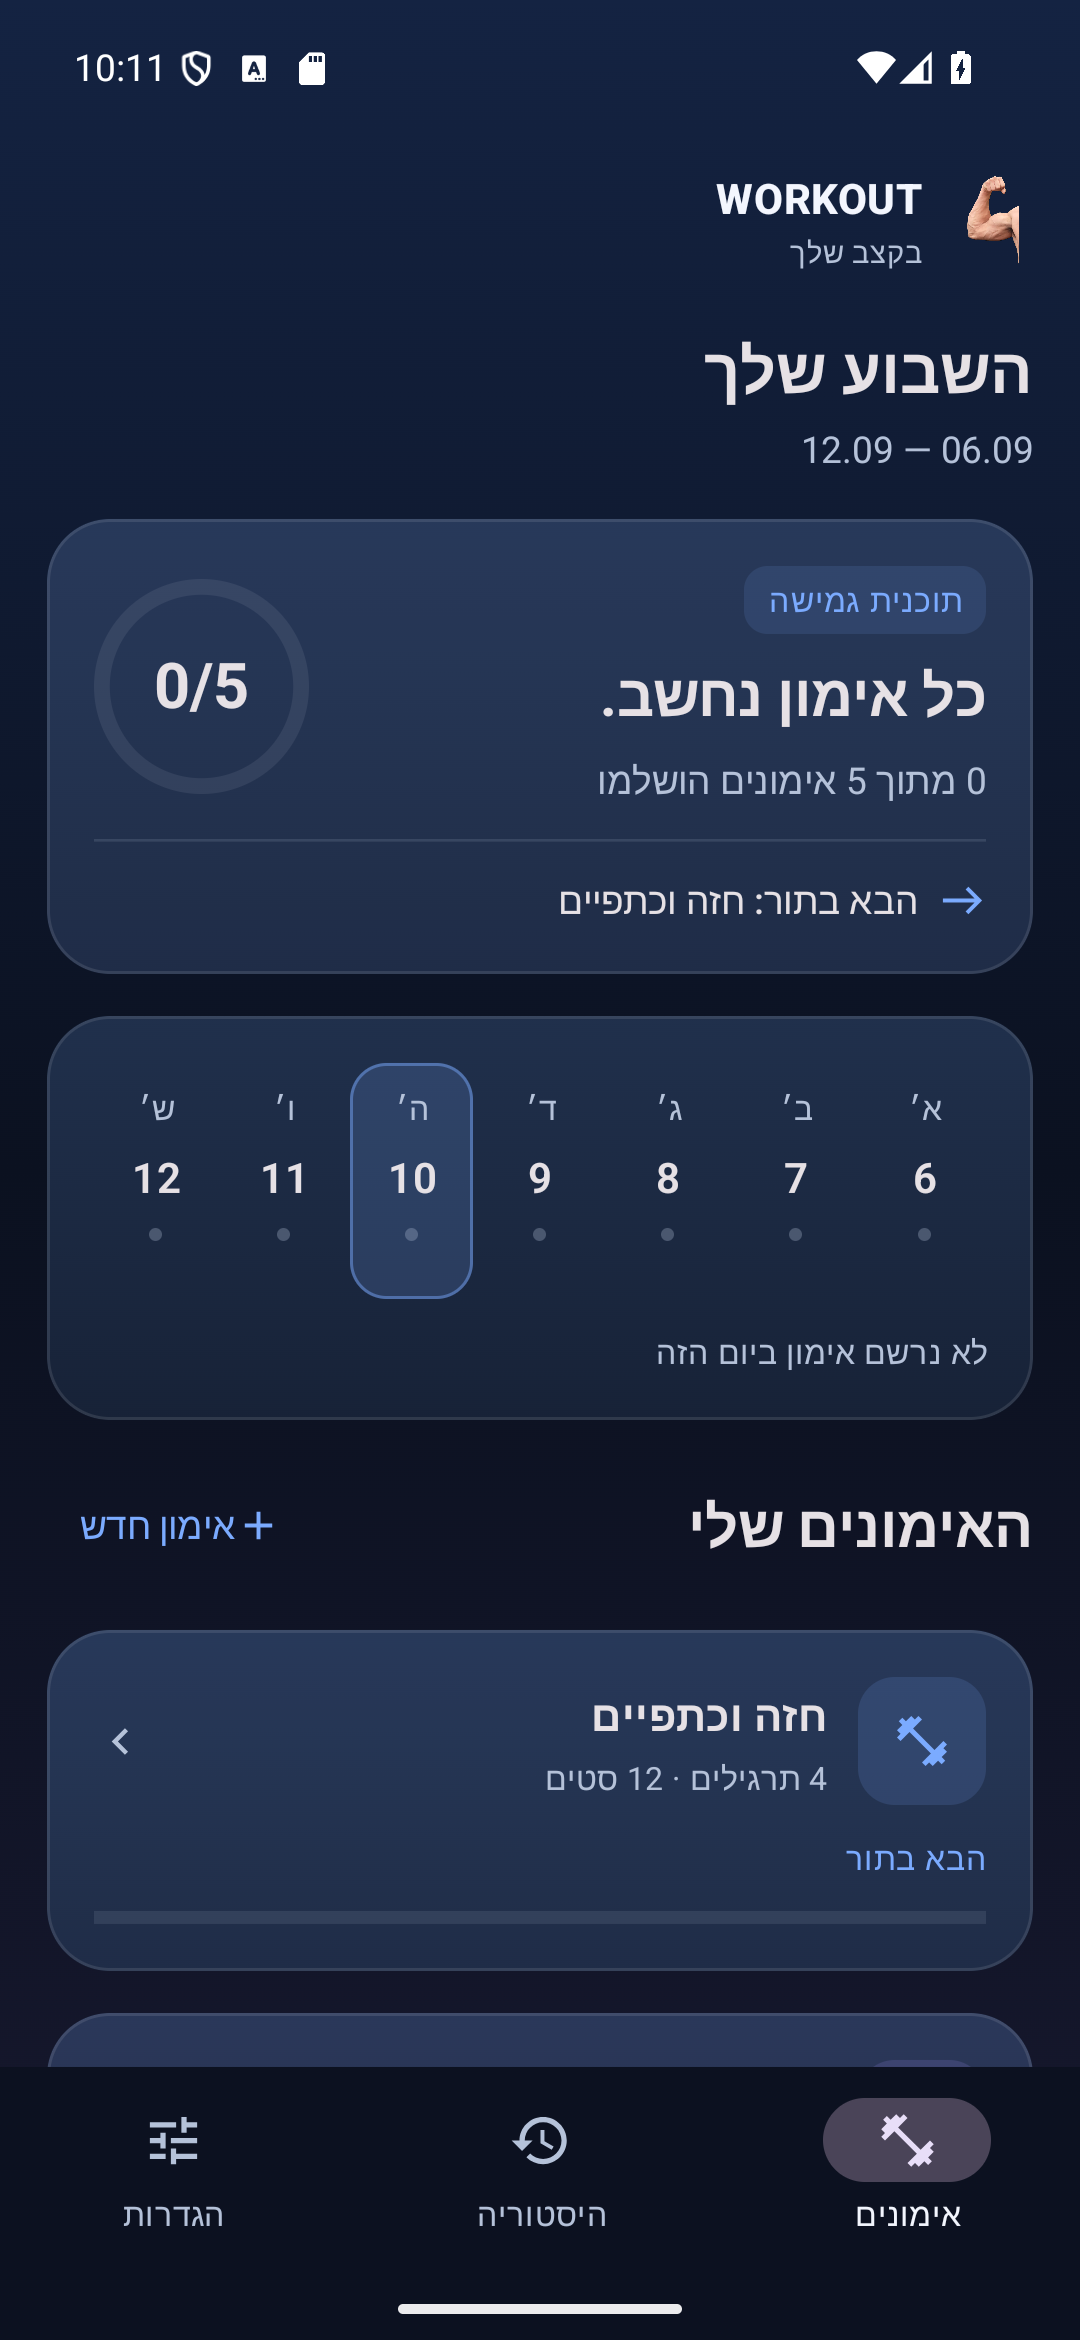 10:11
WORKOUT
בקצב שלך
השבוע שלך
06.09 — 12.09
תוכנית גמישה
כל אימון נחשב.
0 מתוך 5 אימונים הושלמו
0/5
הבא בתור: חזה וכתפיים
א׳ ב׳ ג׳ ד׳ ה׳ ו׳ ש׳
6 7 8 9 10 11 12
לא נרשם אימון ביום הזה
האימונים שלי
אימון חדש
חזה וכתפיים
4 תרגילים · 12 סטים
הבא בתור
אימונים
היסטוריה
הגדרות